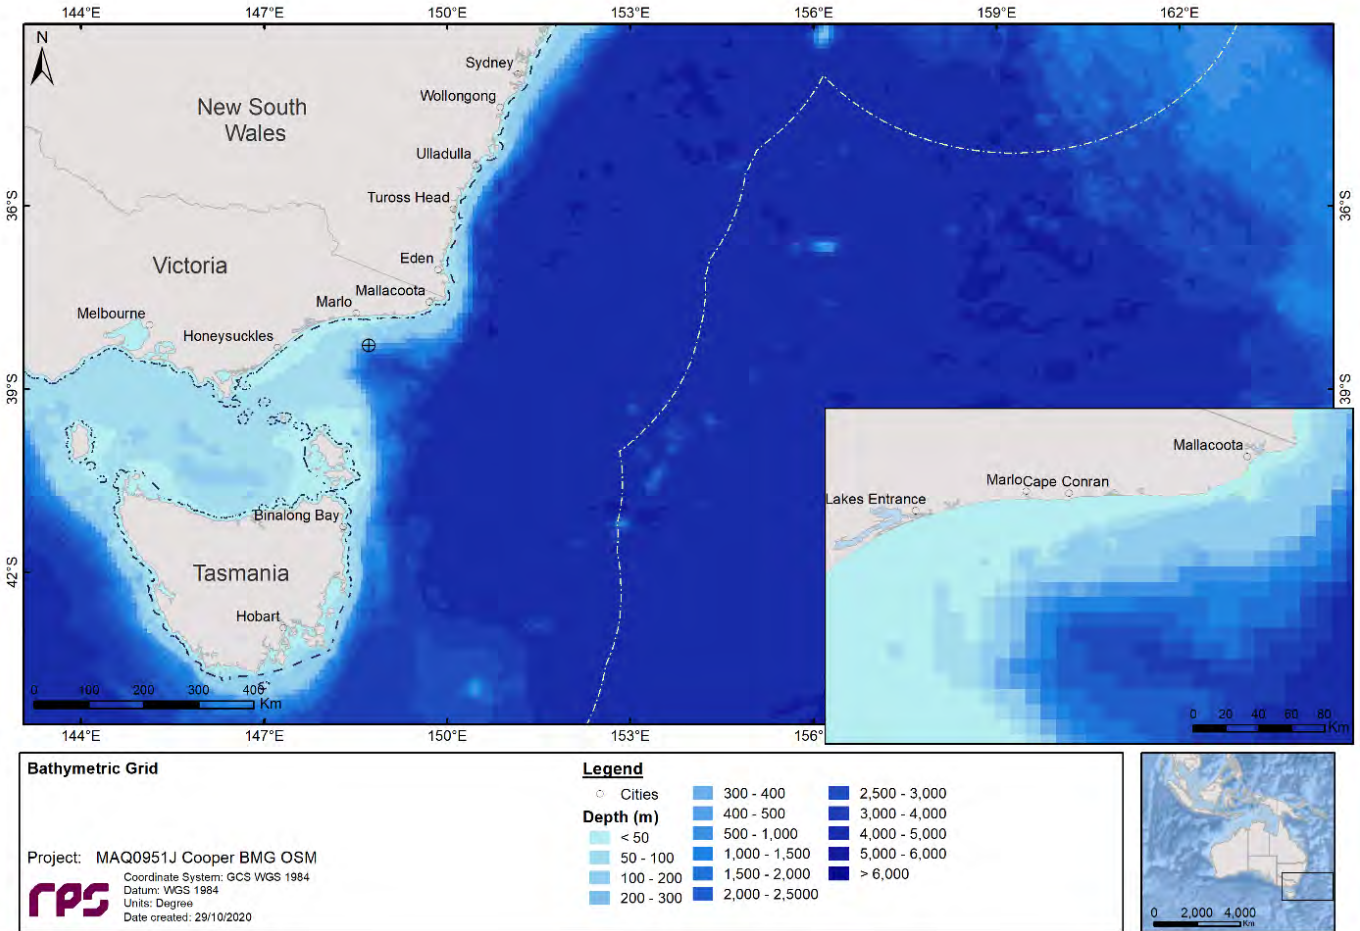 144°E 147°E 150°E 153°E 156°E 159°E 162°E
N
Sydney
Wollongong
New South
Wales
Ulladulla
Tuross Head
36°S
36°S
Eden
Victoria
Mallacoota
Marlo
Melbourne
Honeysuckles
39°S
39°S
Mallacoota
Marlo
Cape Conran
Lakes Entrance
Binalong Bay
Tasmania
42°S
Hobart
0 100 200 300 400
Km
0 20 40 60 80
Km
144°E 147°E 150°E 153°E 156°
Bathymetric Grid
Project: MAQ0951J Cooper BMG OSM
rps
Coordinate System: GCS WGS 1984
Datum: WGS 1984
Units: Degree
Date created: 29/10/2020
Legend
Cities
Depth (m)
< 50
50 - 100
100 - 200
200 - 300
300 - 400
400 - 500
500 - 1,000
1,000 - 1,500
1,500 - 2,000
2,000 - 2,5000
2,500 - 3,000
3,000 - 4,000
4,000 - 5,000
5,000 - 6,000
> 6,000
0 2,000 4,000
Km